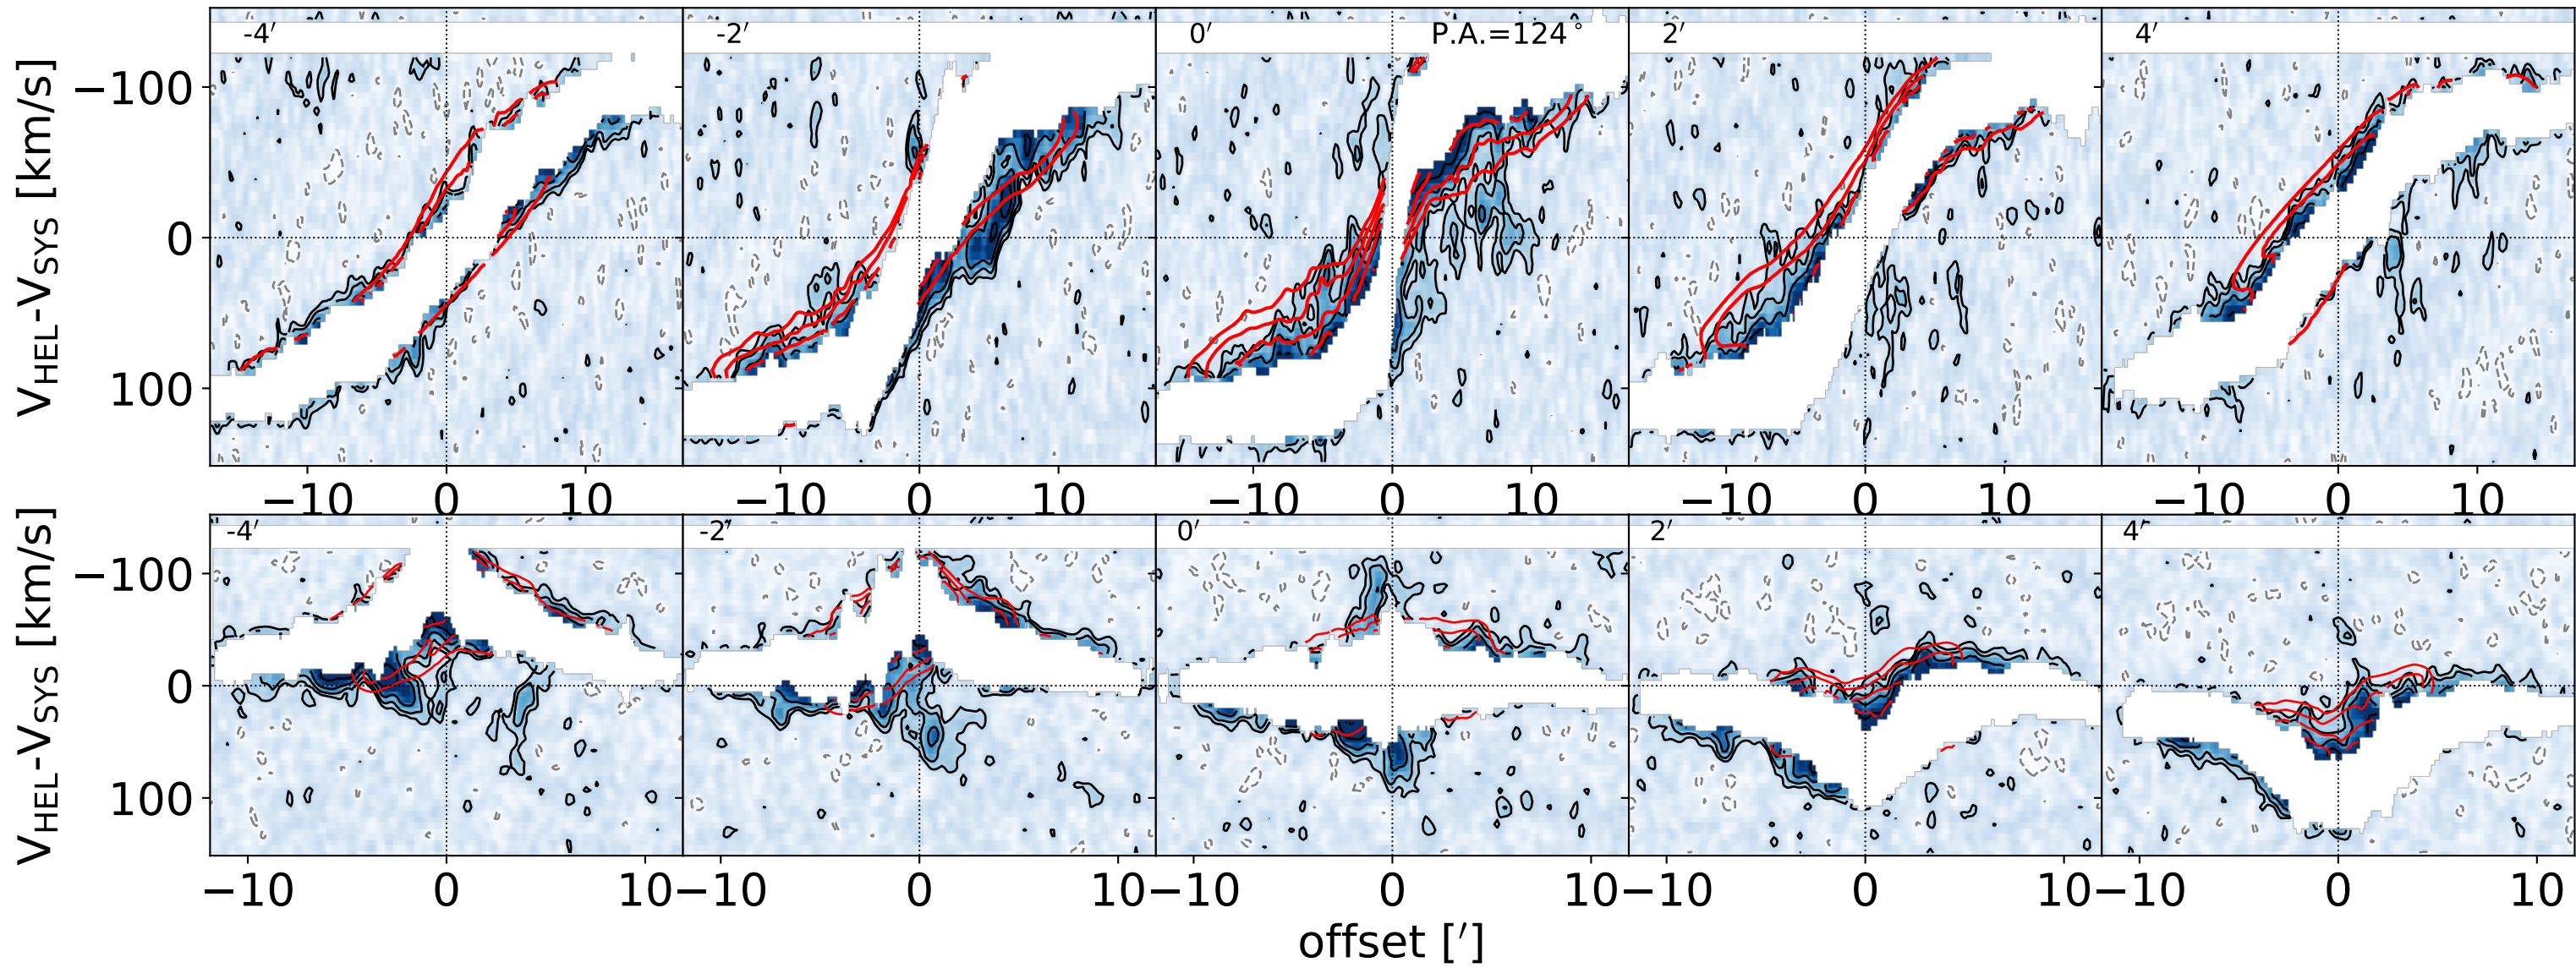 -4′ -2′ 0′ P.A.=124° 2′ 4′
V_HEL-V_SYS [km/s]
−100
0
100
−10 0 10 −10 0 10 −10 0 10 −10 0 10 −10 0 10
-4′ -2′ 0′ 2′ 4′
V_HEL-V_SYS [km/s]
−100
0
100
−10 0 10 −10 0 10 −10 0 10 −10 0 10 −10 0 10
offset [′]